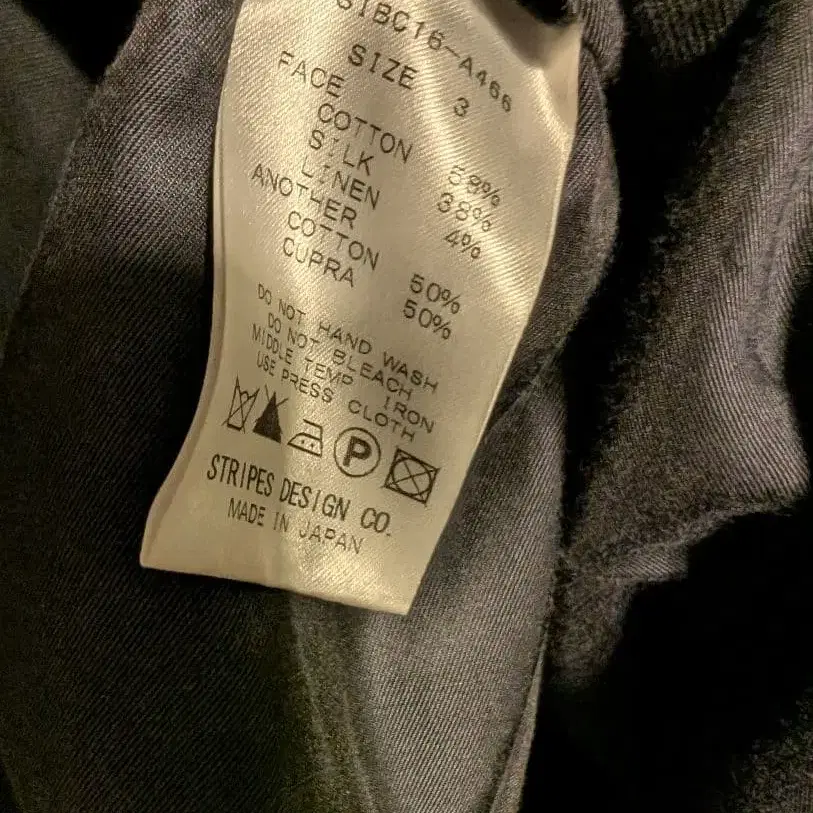 SIBC16-A466
SIZE 3
FACE
COTTON 58%
SILK 38%
LINEN 4%
ANOTHER
COTTON 50%
CUPRA 50%
DO NOT HAND WASH
DO NOT BLEACH
MIDDLE TEMP IRON
USE PRESS CLOTH
P
STRIPES DESIGN CO.
MADE IN JAPAN